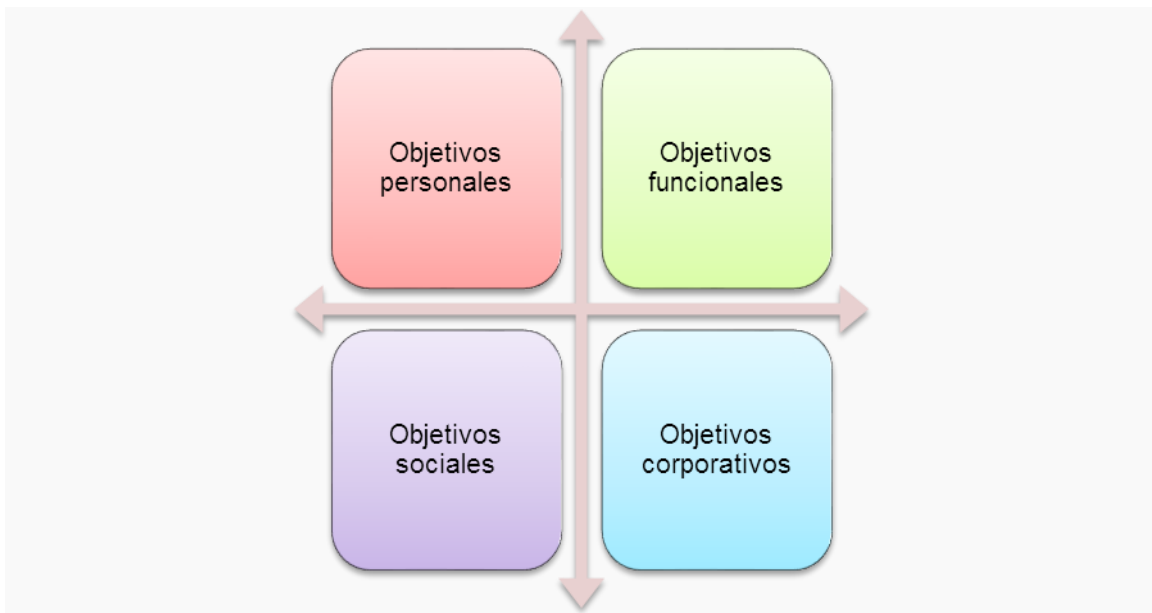 Objetivos
personales
Objetivos
funcionales
Objetivos
sociales
Objetivos
corporativos